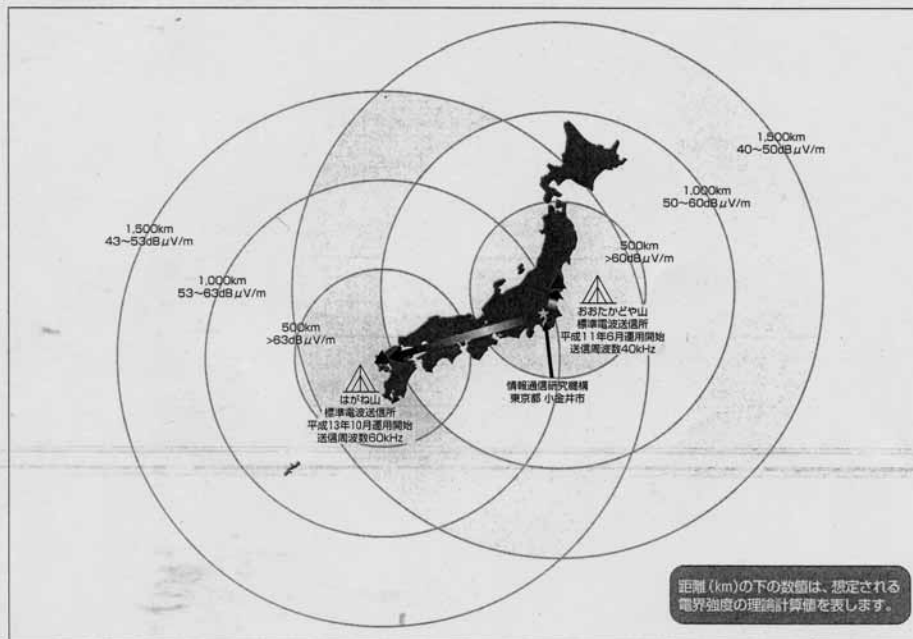 1,500km
40～50dBμV/m
1,000km
50～60dBμV/m
500km
>60dBμV/m
おおたかどや山
標準電波送信所
平成11年6月運用開始
送信周波数40kHz
1,500km
43～53dBμV/m
1,000km
53～63dBμV/m
500km
>63dBμV/m
はがね山
標準電波送信所
平成13年10月運用開始
送信周波数60kHz
情報通信研究機構
東京都 小金井市
距離(km)の下の数値は、想定される
電界強度の理論計算値を表します。